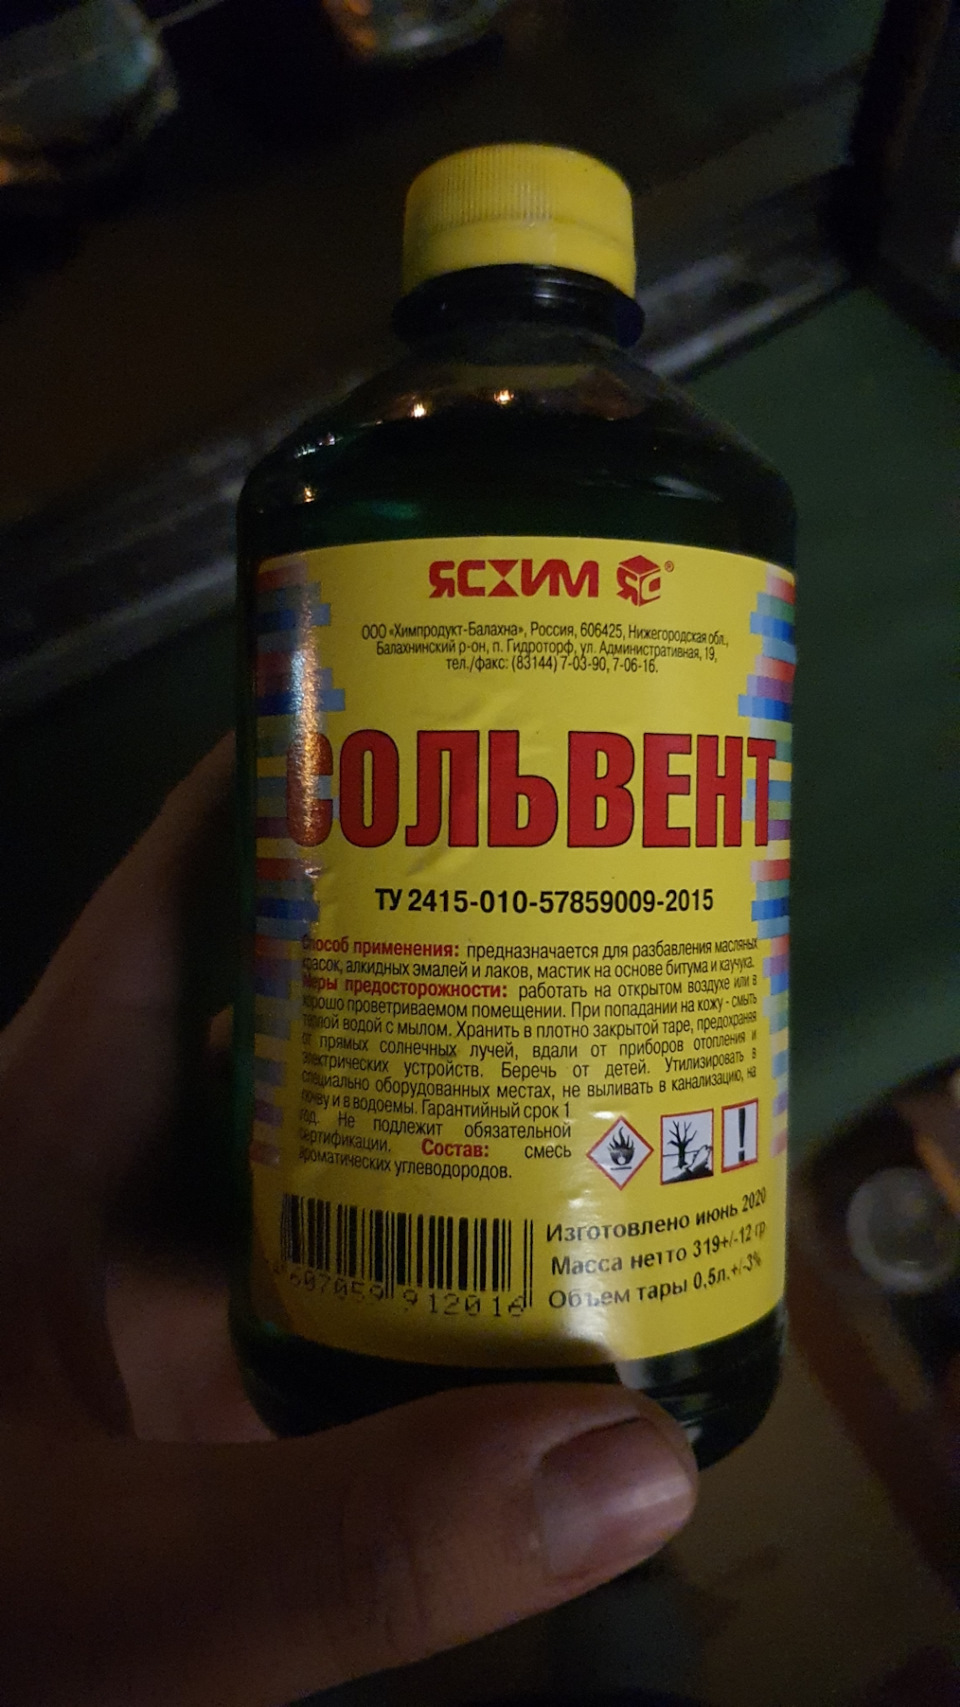 ЯСХИМ ЯС®
ООО «Химпродукт-Балахна», Россия, 606425, Нижегородская обл.,
Балахнинский р-он, п. Гидроторф, ул. Административная, 19,
тел./факс: (83144) 7-03-90, 7-06-16.
СОЛЬВЕНТ
ТУ 2415-010-57859009-2015
Способ применения: предназначается для разбавления масляных
красок, алкидных эмалей и лаков, мастик на основе битума и каучука.
Меры предосторожности: работать на открытом воздухе или в
хорошо проветриваемом помещении. При попадании на кожу - смыть
теплой водой с мылом. Хранить в плотно закрытой таре, предохраняя
от прямых солнечных лучей, вдали от приборов отопления и
электрических устройств. Беречь от детей. Утилизировать в
специально оборудованных местах, не выливать в канализацию, на
почву и в водоемы. Гарантийный срок 1
год. Не подлежит обязательной
сертификации. Состав: смесь
ароматических углеводородов.
Изготовлено июнь 2020
Масса нетто 319+/-12 гр
Объем тары 0,5л.+/-3%
607059 912016